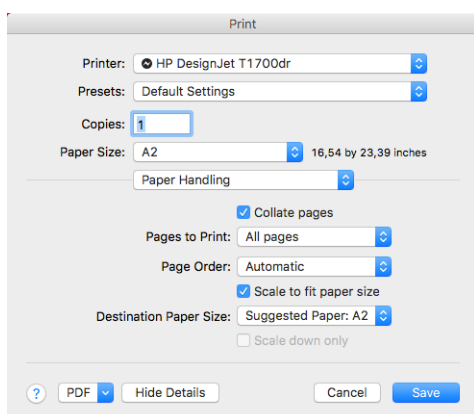 Print
Printer: HP DesignJet T1700dr
Presets: Default Settings
Copies: 1
Paper Size: A2 16,54 by 23,39 inches
Paper Handling
Collate pages
Pages to Print: All pages
Page Order: Automatic
Scale to fit paper size
Destination Paper Size: Suggested Paper: A2
Scale down only
? PDF Hide Details Cancel Save